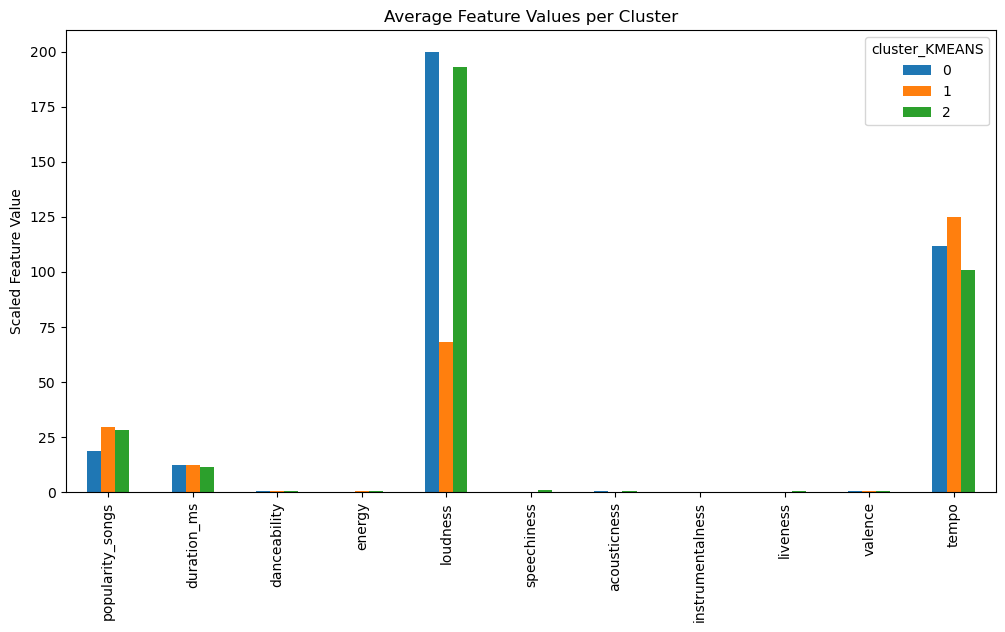 Average Feature Values per Cluster
cluster_KMEANS
0
1
2
Scaled Feature Value
200
175
150
125
100
75
50
25
0
popularity_songs
duration_ms
danceability
energy
loudness
speechiness
acousticness
instrumentalness
liveness
valence
tempo